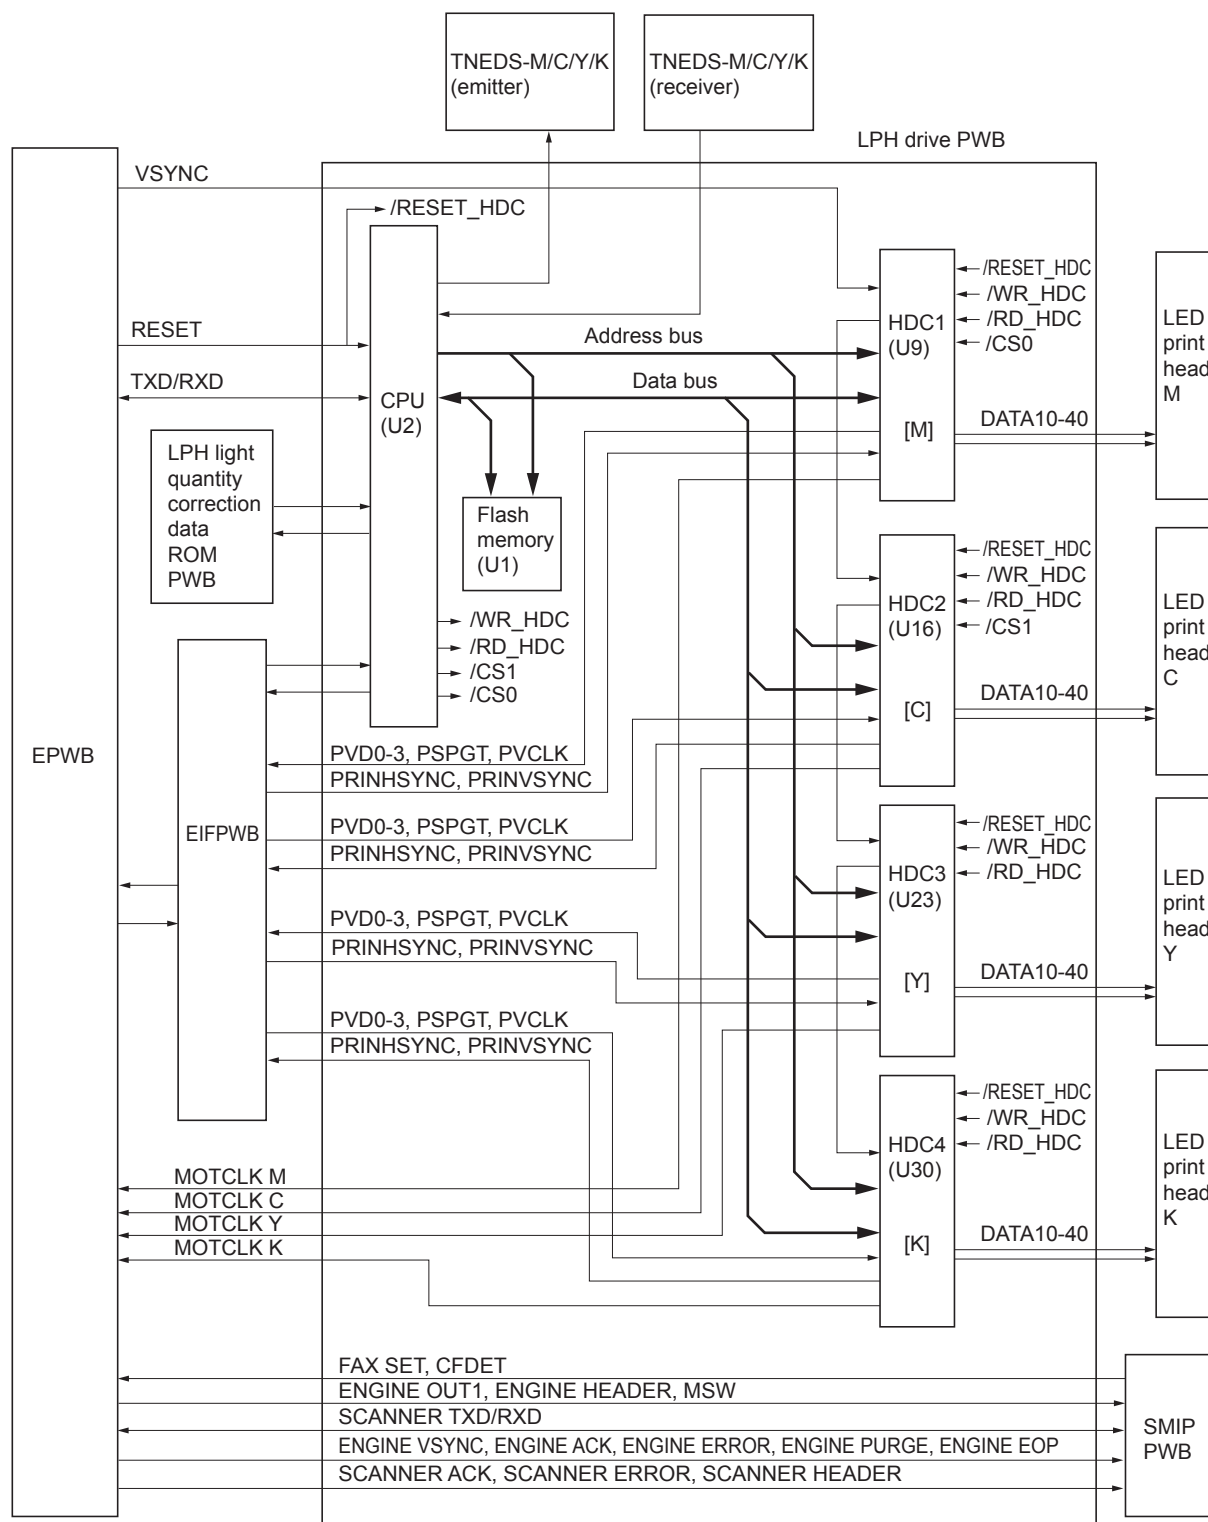 TNEDS-M/C/Y/K
(emitter)
TNEDS-M/C/Y/K
(receiver)
LPH drive PWB
VSYNC
/RESET_HDC
RESET
TXD/RXD
CPU
(U2)
Address bus
Data bus
LPH light
quantity
correction
data
ROM
PWB
Flash
memory
(U1)
/WR_HDC
/RD_HDC
/CS1
/CS0
HDC1
(U9)
[M]
/RESET_HDC
/WR_HDC
/RD_HDC
/CS0
DATA10-40
LED
print
head
M
HDC2
(U16)
[C]
/RESET_HDC
/WR_HDC
/RD_HDC
/CS1
DATA10-40
LED
print
head
C
EPWB
EIFPWB
PVD0-3, PSPGT, PVCLK
PRINHSYNC, PRINVSYNC
PVD0-3, PSPGT, PVCLK
PRINHSYNC, PRINVSYNC
PVD0-3, PSPGT, PVCLK
PRINHSYNC, PRINVSYNC
PVD0-3, PSPGT, PVCLK
PRINHSYNC, PRINVSYNC
HDC3
(U23)
[Y]
/RESET_HDC
/WR_HDC
/RD_HDC
DATA10-40
LED
print
head
Y
HDC4
(U30)
[K]
/RESET_HDC
/WR_HDC
/RD_HDC
DATA10-40
LED
print
head
K
MOTCLK M
MOTCLK C
MOTCLK Y
MOTCLK K
FAX SET, CFDET
ENGINE OUT1, ENGINE HEADER, MSW
SCANNER TXD/RXD
ENGINE VSYNC, ENGINE ACK, ENGINE ERROR, ENGINE PURGE, ENGINE EOP
SCANNER ACK, SCANNER ERROR, SCANNER HEADER
SMIP
PWB